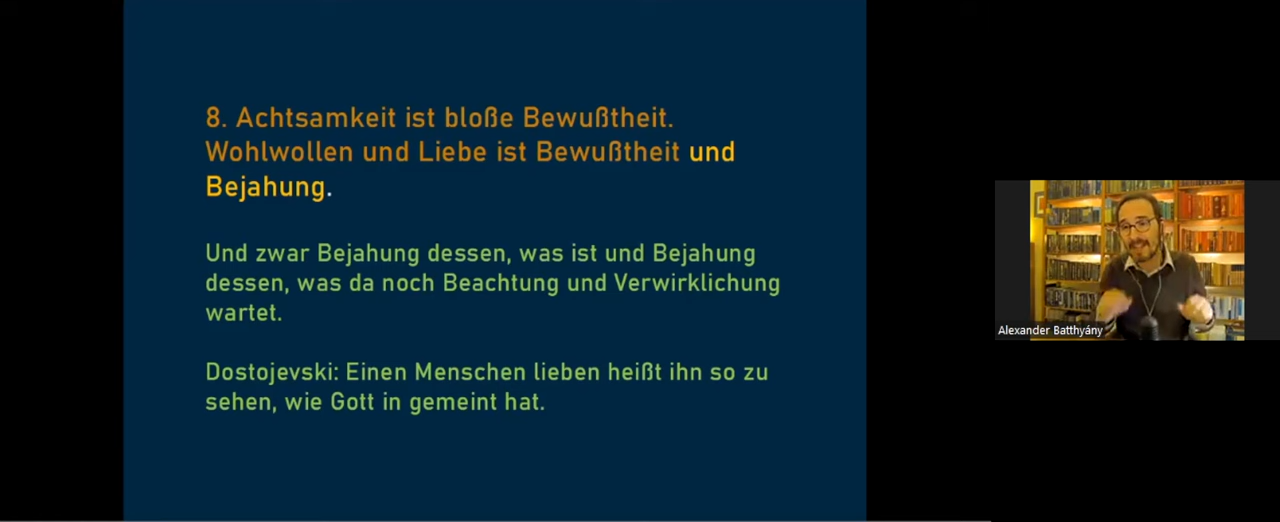 8. Achtsamkeit ist bloße Bewußtheit.
Wohlwollen und Liebe ist Bewußtheit und
Bejahung.
Und zwar Bejahung dessen, was ist und Bejahung
dessen, was da noch Beachtung und Verwirklichung
wartet.
Dostojevski: Einen Menschen lieben heißt ihn so zu
sehen, wie Gott in gemeint hat.
Alexander Batthyány